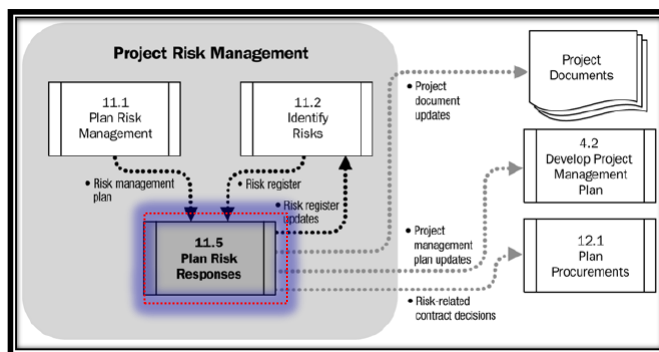 Project Risk Management
11.1
Plan Risk
Management
11.2
Identify
Risks
• Risk management
plan
• Risk register
• Risk register
updates
11.5
Plan Risk
Responses
• Project
document
updates
• Project
management
plan updates
• Risk-related
contract decisions
Project
Documents
4.2
Develop Project
Management
Plan
12.1
Plan
Procurements